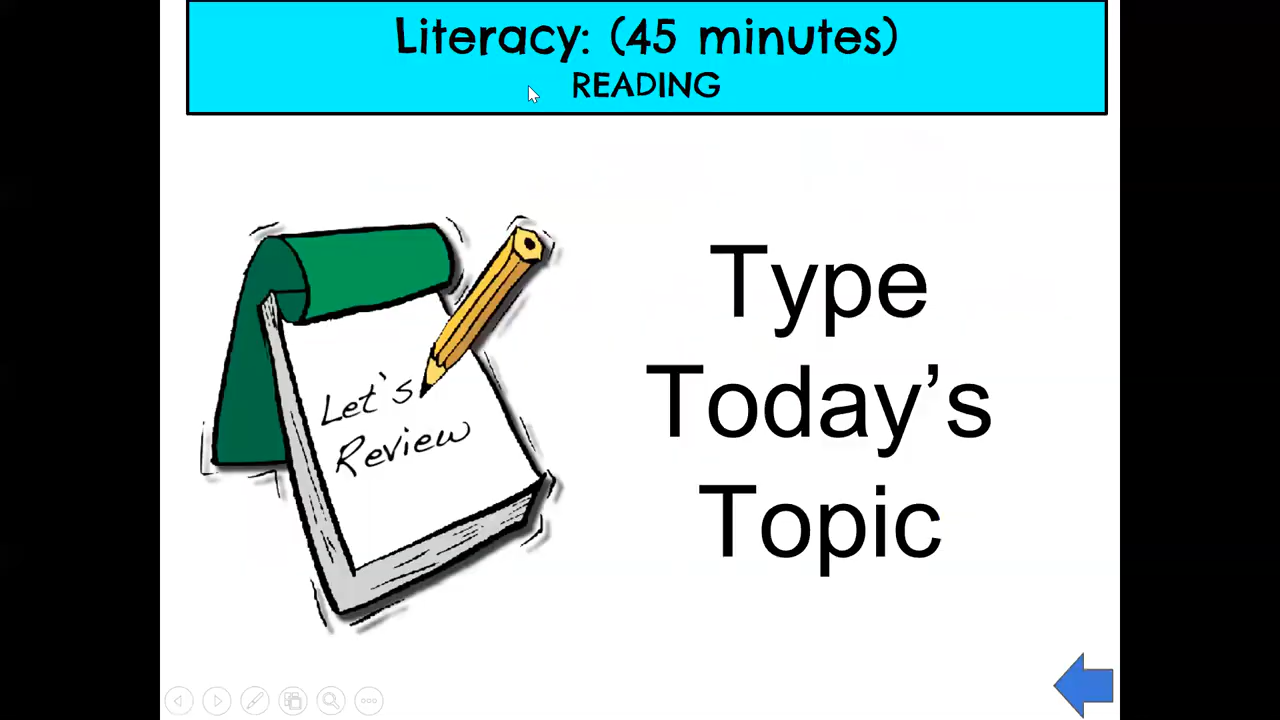 Literacy: (45 minutes)
READING
Let's
Review
Type
Today’s
Topic